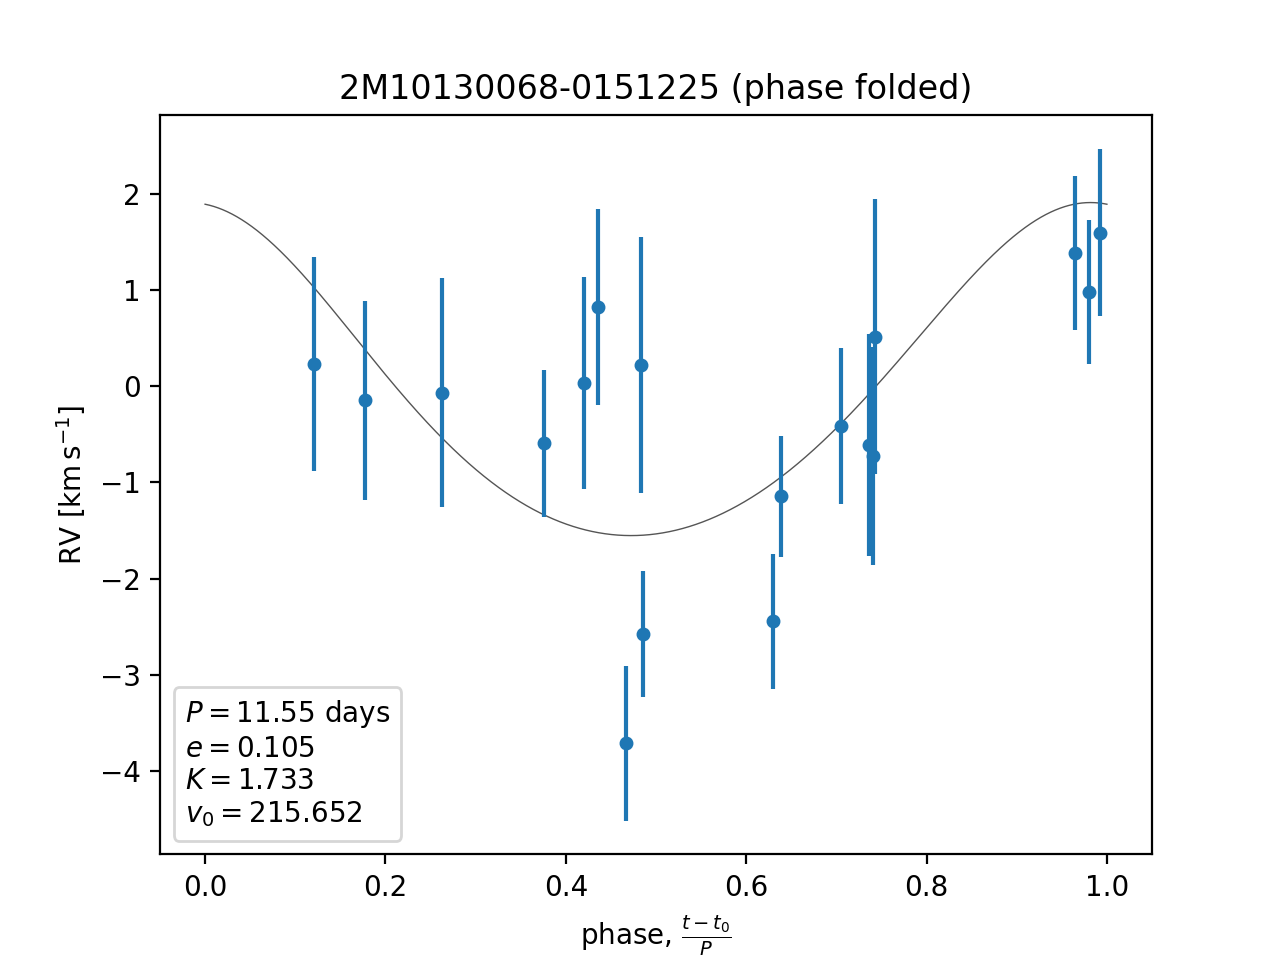 2M10130068-0151225 (phase folded)
RV [km s⁻¹]
2
1
0
−1
−2
−3
−4
P = 11.55 days
e = 0.105
K = 1.733
v₀ = 215.652
0.0 0.2 0.4 0.6 0.8 1.0
phase, (t − t₀)/P